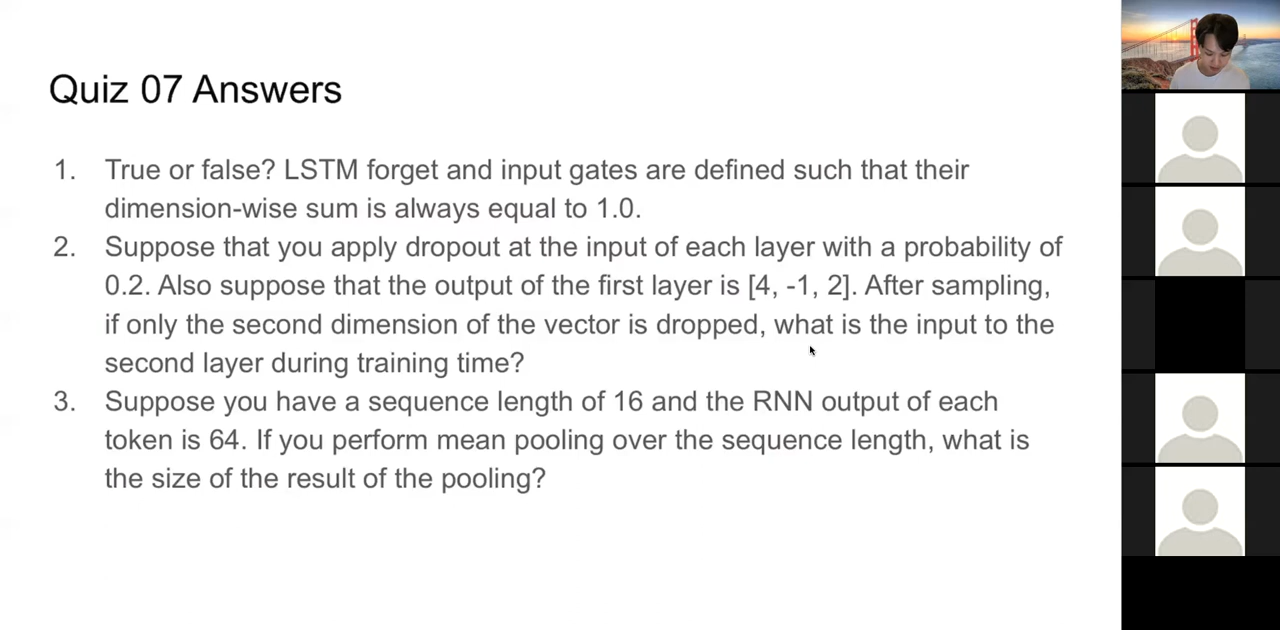 Quiz 07 Answers
1. True or false? LSTM forget and input gates are defined such that their
dimension-wise sum is always equal to 1.0.
2. Suppose that you apply dropout at the input of each layer with a probability of
0.2. Also suppose that the output of the first layer is [4, -1, 2]. After sampling,
if only the second dimension of the vector is dropped, what is the input to the
second layer during training time?
3. Suppose you have a sequence length of 16 and the RNN output of each
token is 64. If you perform mean pooling over the sequence length, what is
the size of the result of the pooling?